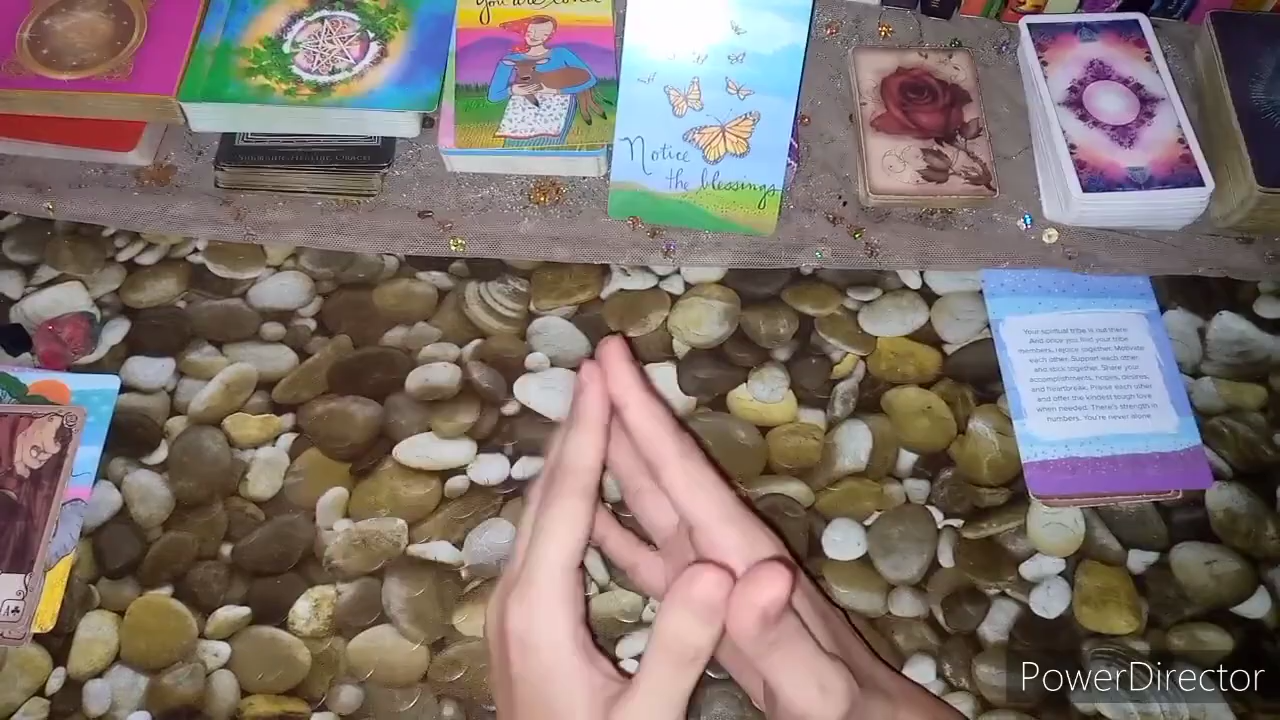 You are loved
Notice
the blessings
Your spiritual tribe is out there.
And once you find your tribe
members, rejoice together. Motivate
each other. Support each other
and stick together. Share your
accomplishments, hopes, desires,
and heartbreak. Praise each other
and offer the kindest tough love
when needed. There's strength in
numbers. You're never alone.
A
PowerDirector